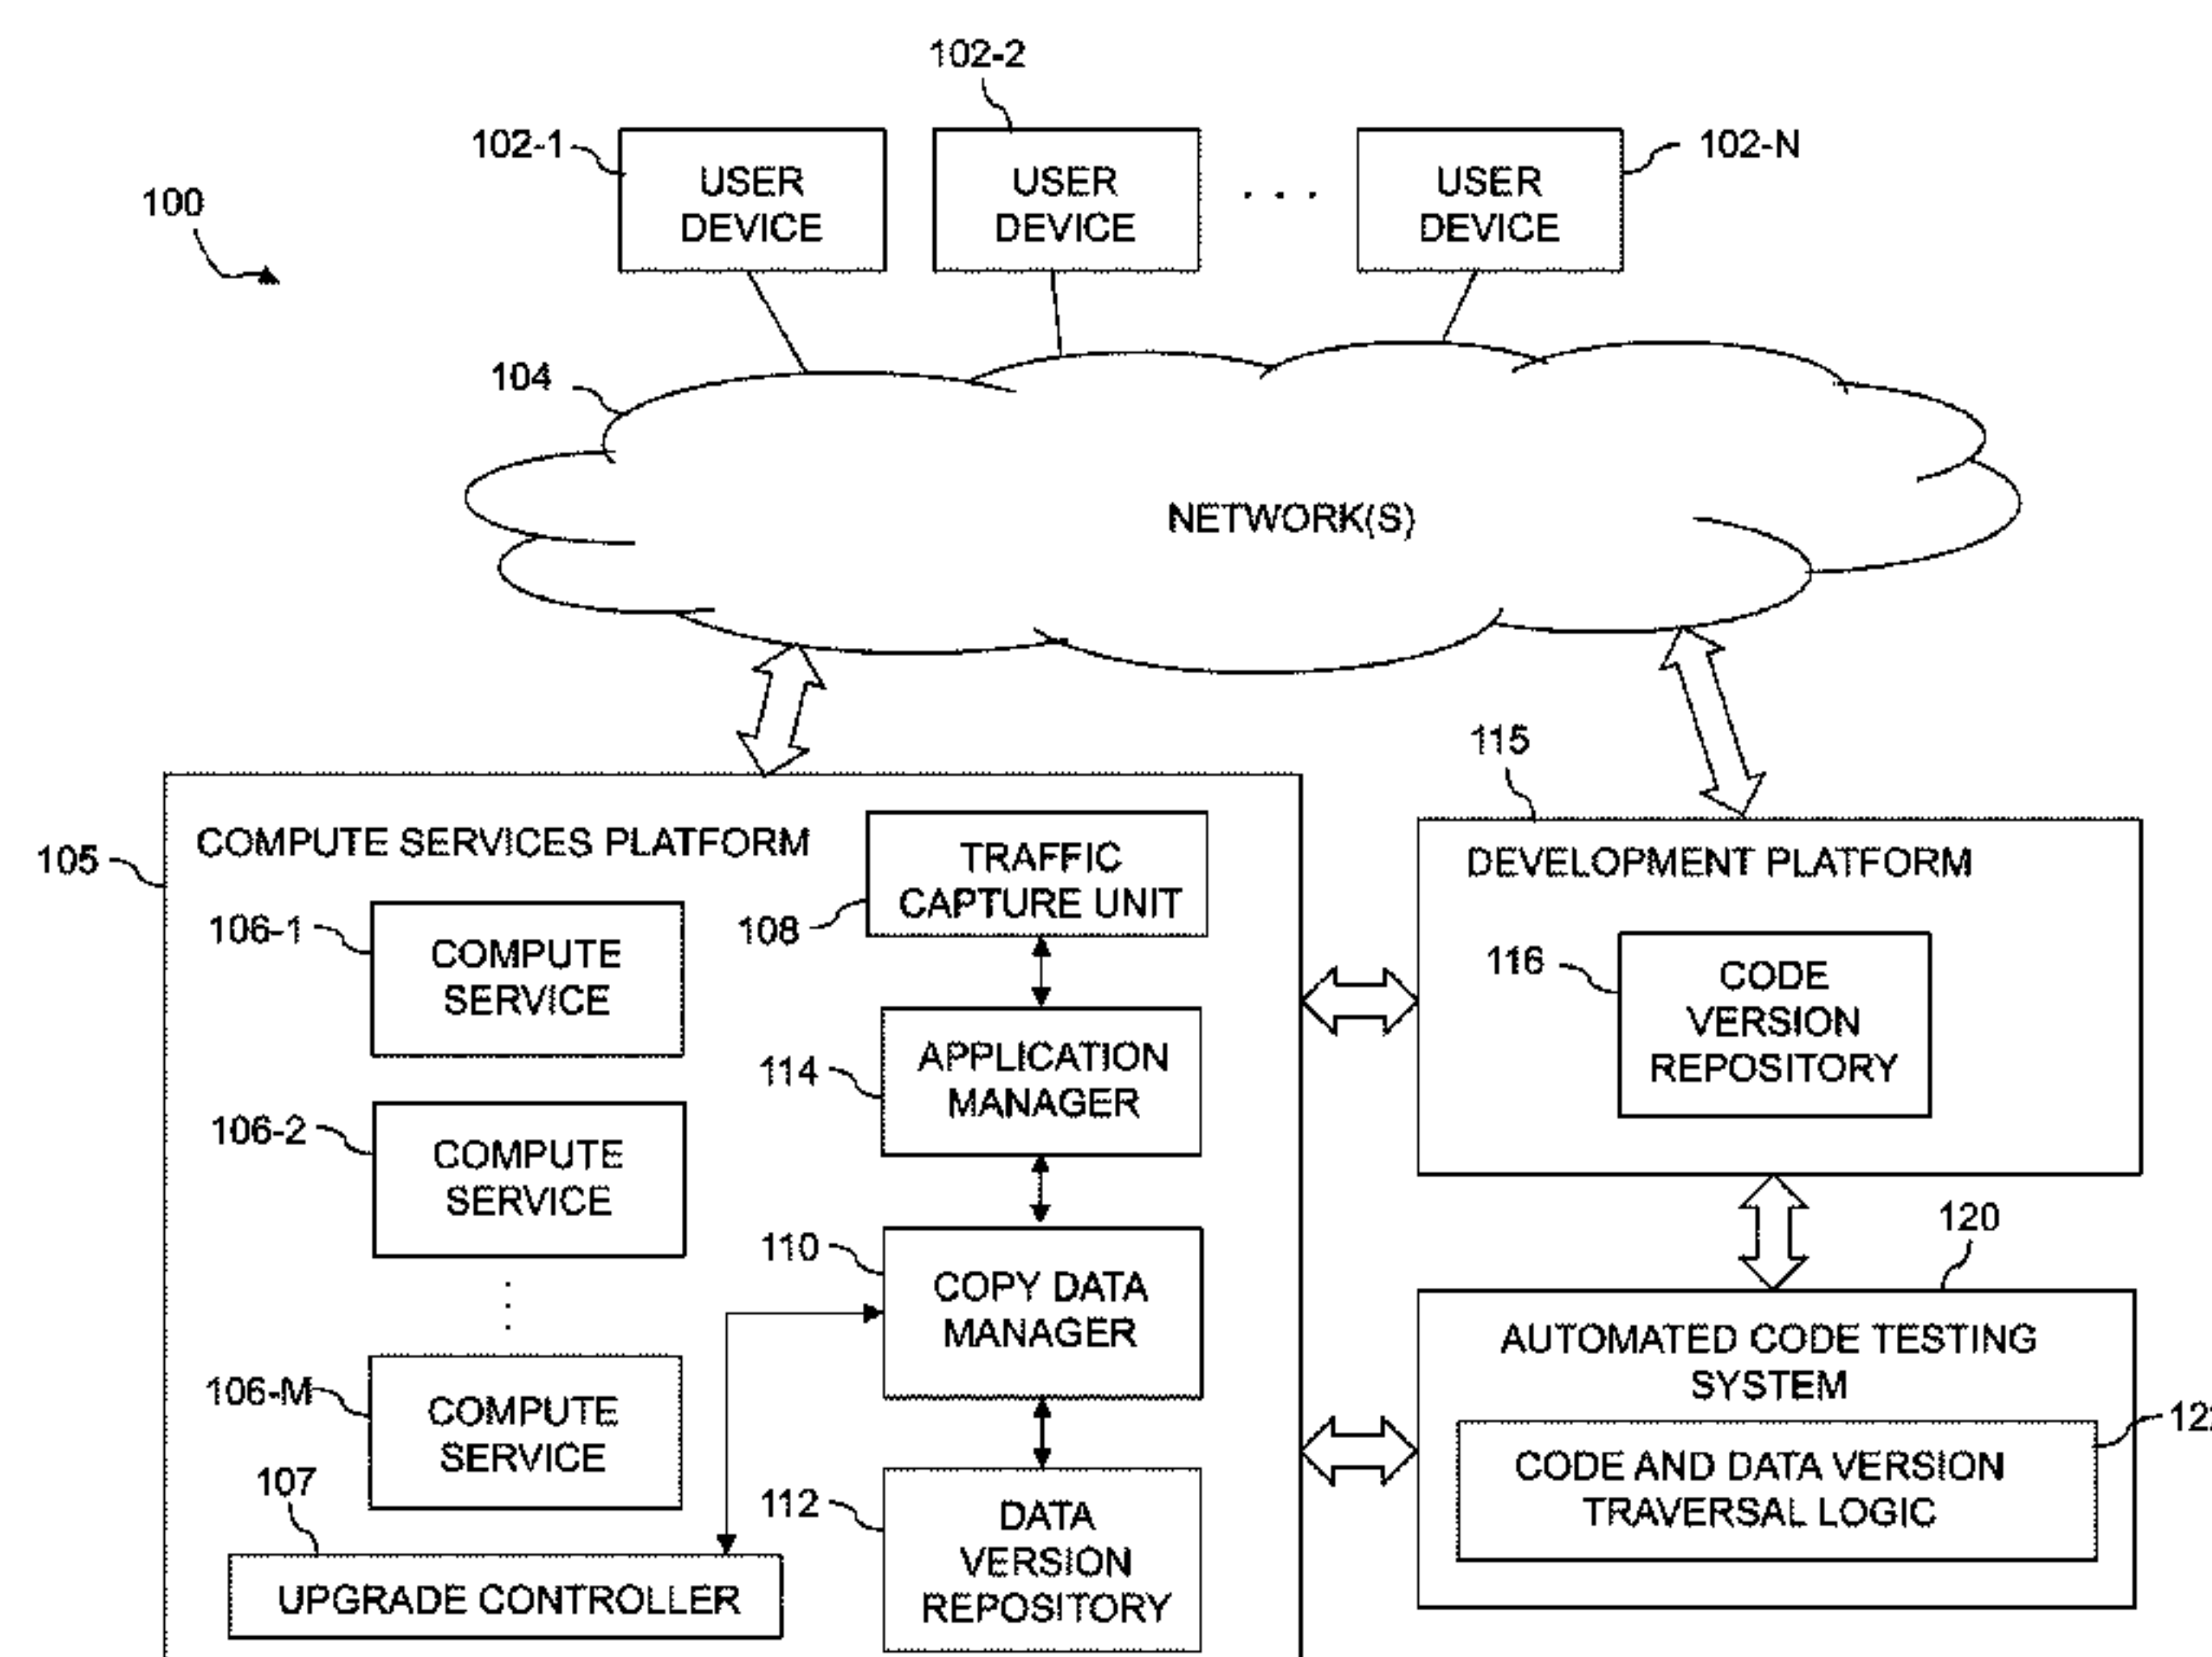 102-2
102-1
USER
DEVICE
USER
DEVICE
. . .
USER
DEVICE
102-N
100
104
NETWORK(S)
105
COMPUTE SERVICES PLATFORM
106-1
COMPUTE
SERVICE
106-2
COMPUTE
SERVICE
106-M
COMPUTE
SERVICE
107
UPGRADE CONTROLLER
108
TRAFFIC
CAPTURE UNIT
114
APPLICATION
MANAGER
110
COPY DATA
MANAGER
112
DATA
VERSION
REPOSITORY
115
DEVELOPMENT PLATFORM
116
CODE
VERSION
REPOSITORY
120
AUTOMATED CODE TESTING
SYSTEM
CODE AND DATA VERSION
TRAVERSAL LOGIC